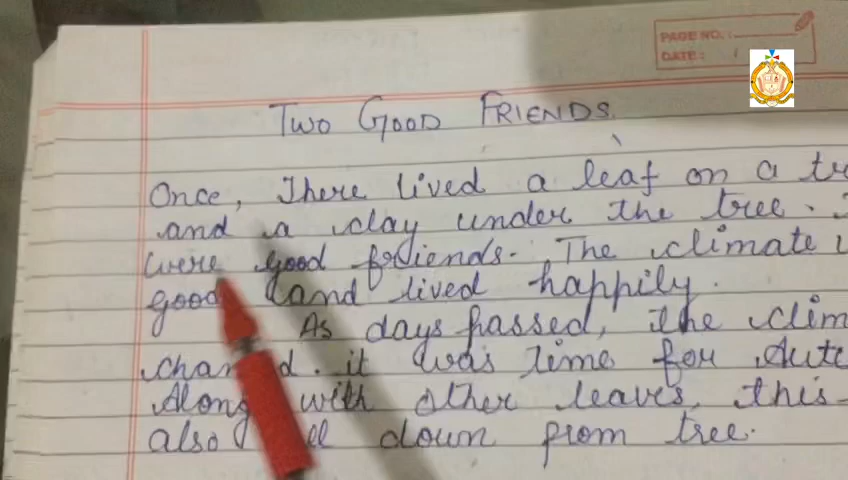 PAGE NO.:
DATE: /
Two Good Friends
Once, There lived a leaf on a
and a clay under the tree.
were good friends. The climate
good and lived happily.
As days passed, the
it was time for
with other leaves, this
also down from tree.